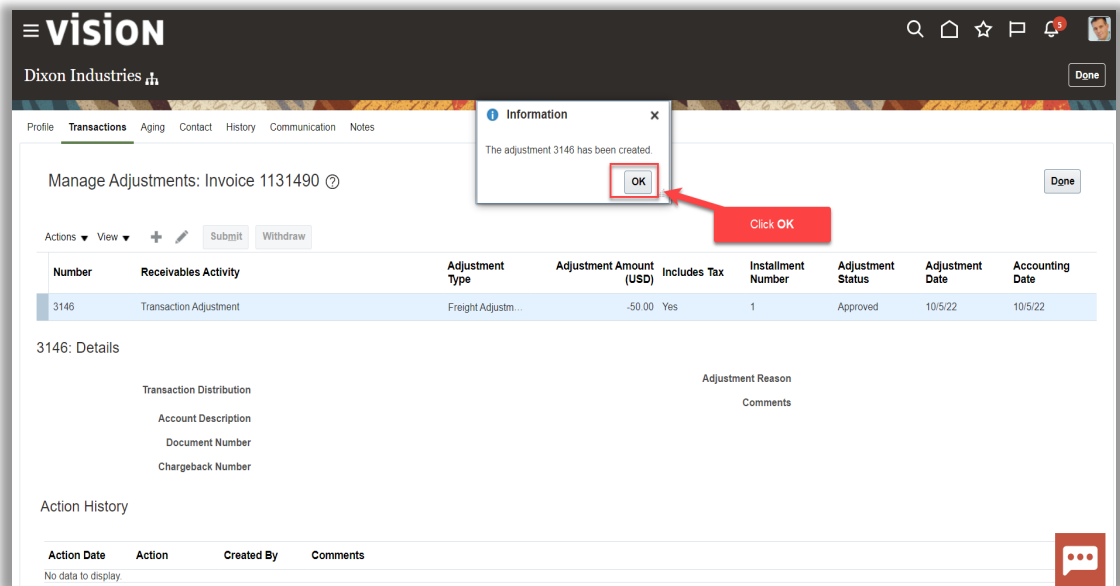 vision
5
Dixon Industries
Done
Information
The adjustment 3146 has been created.
OK
Click OK
Profile Transactions Aging Contact History Communication Notes
Manage Adjustments: Invoice 1131490
Done
Actions View Submit Withdraw
Number Receivables Activity Adjustment Type Adjustment Amount (USD) Includes Tax Installment Number Adjustment Status Adjustment Date Accounting Date
3146 Transaction Adjustment Freight Adjustm... -50.00 Yes 1 Approved 10/5/22 10/5/22
3146: Details
Transaction Distribution
Account Description
Document Number
Chargeback Number
Adjustment Reason
Comments
Action History
Action Date Action Created By Comments
No data to display.